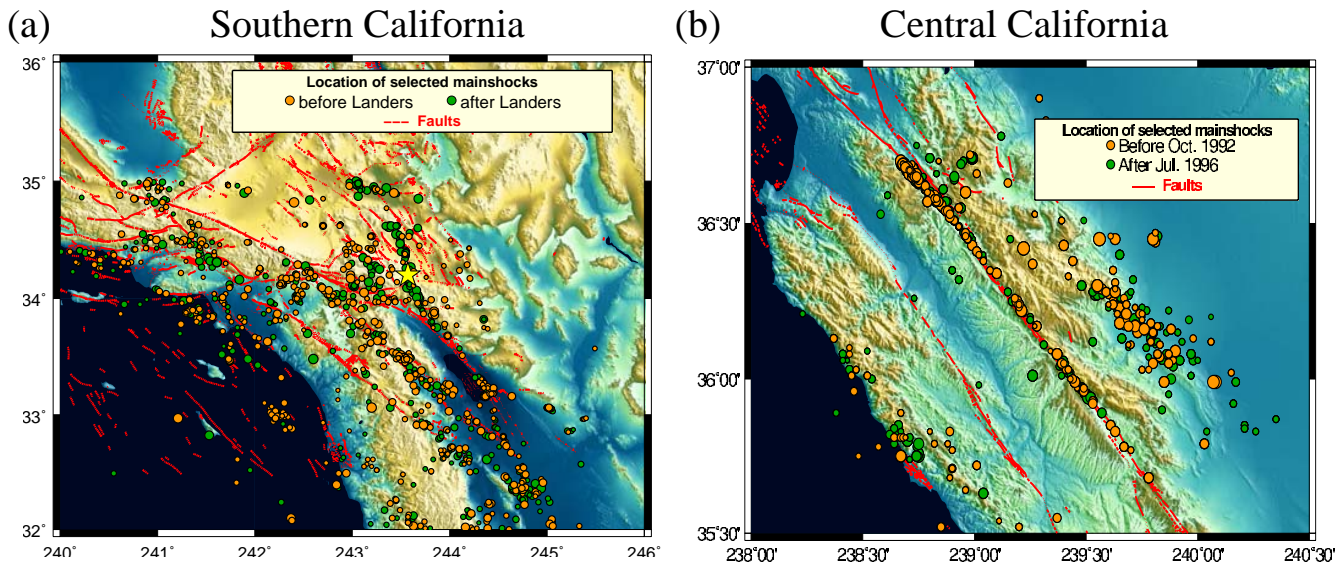 (a) Southern California
36°
35°
34°
33°
32°
240° 241° 242° 243° 244° 245° 246°
Location of selected mainshocks
before Landers after Landers
Faults
(b) Central California
37°00'
36°30'
36°00'
35°30'
238°00' 238°30' 239°00' 239°30' 240°00' 240°30'
Location of selected mainshocks
Before Oct. 1992
After Jul. 1996
Faults